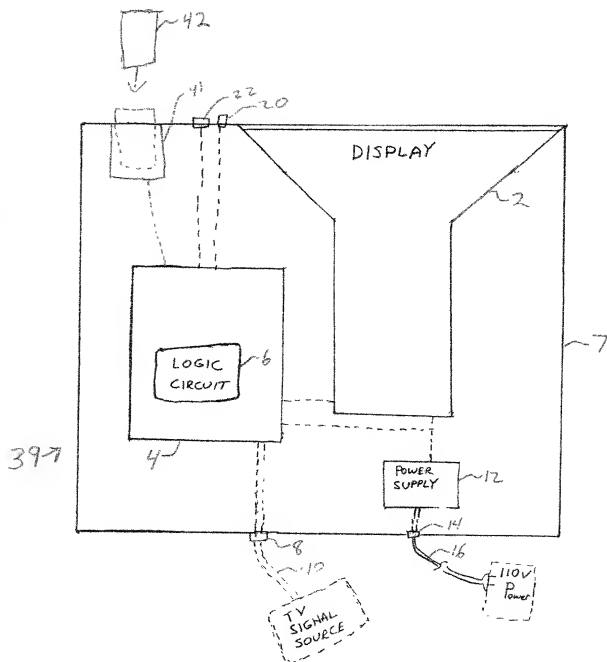 42
41
22
20
DISPLAY
2
LOGIC
CIRCUIT
6
7
39
4
POWER
SUPPLY
12
8
14
10
16
TV
SIGNAL
SOURCE
110V
Power